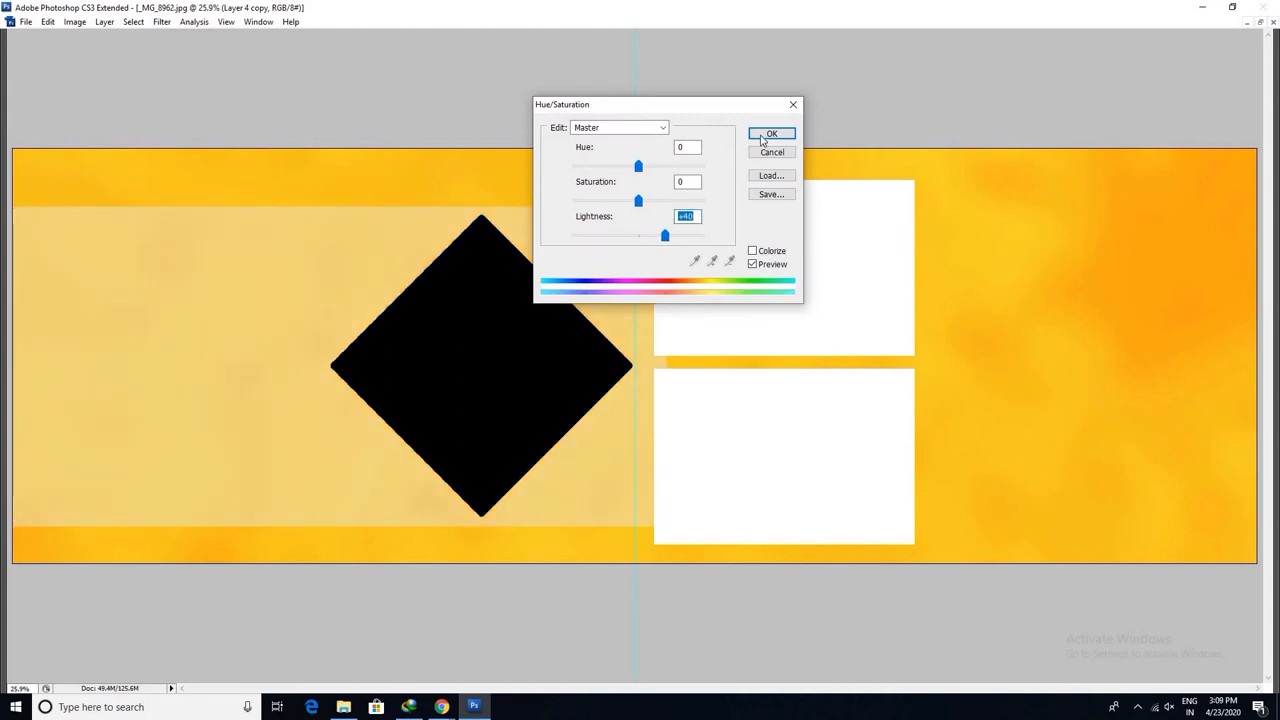 Adobe Photoshop CS3 Extended - [_MG_8962.jpg @ 25.9% (Layer 4 copy, RGB/8#)]
File Edit Image Layer Select Filter Analysis View Window Help
Hue/Saturation
Edit: Master
OK
Hue: 0
Cancel
Load...
Saturation: 0
Save...
Lightness: +40
Colorize
Preview
Activate Windows
Go to Settings to activate Windows.
25.9% Doc: 49.4M/125.6M
Type here to search
ENG
IN
3:09 PM
4/23/2020